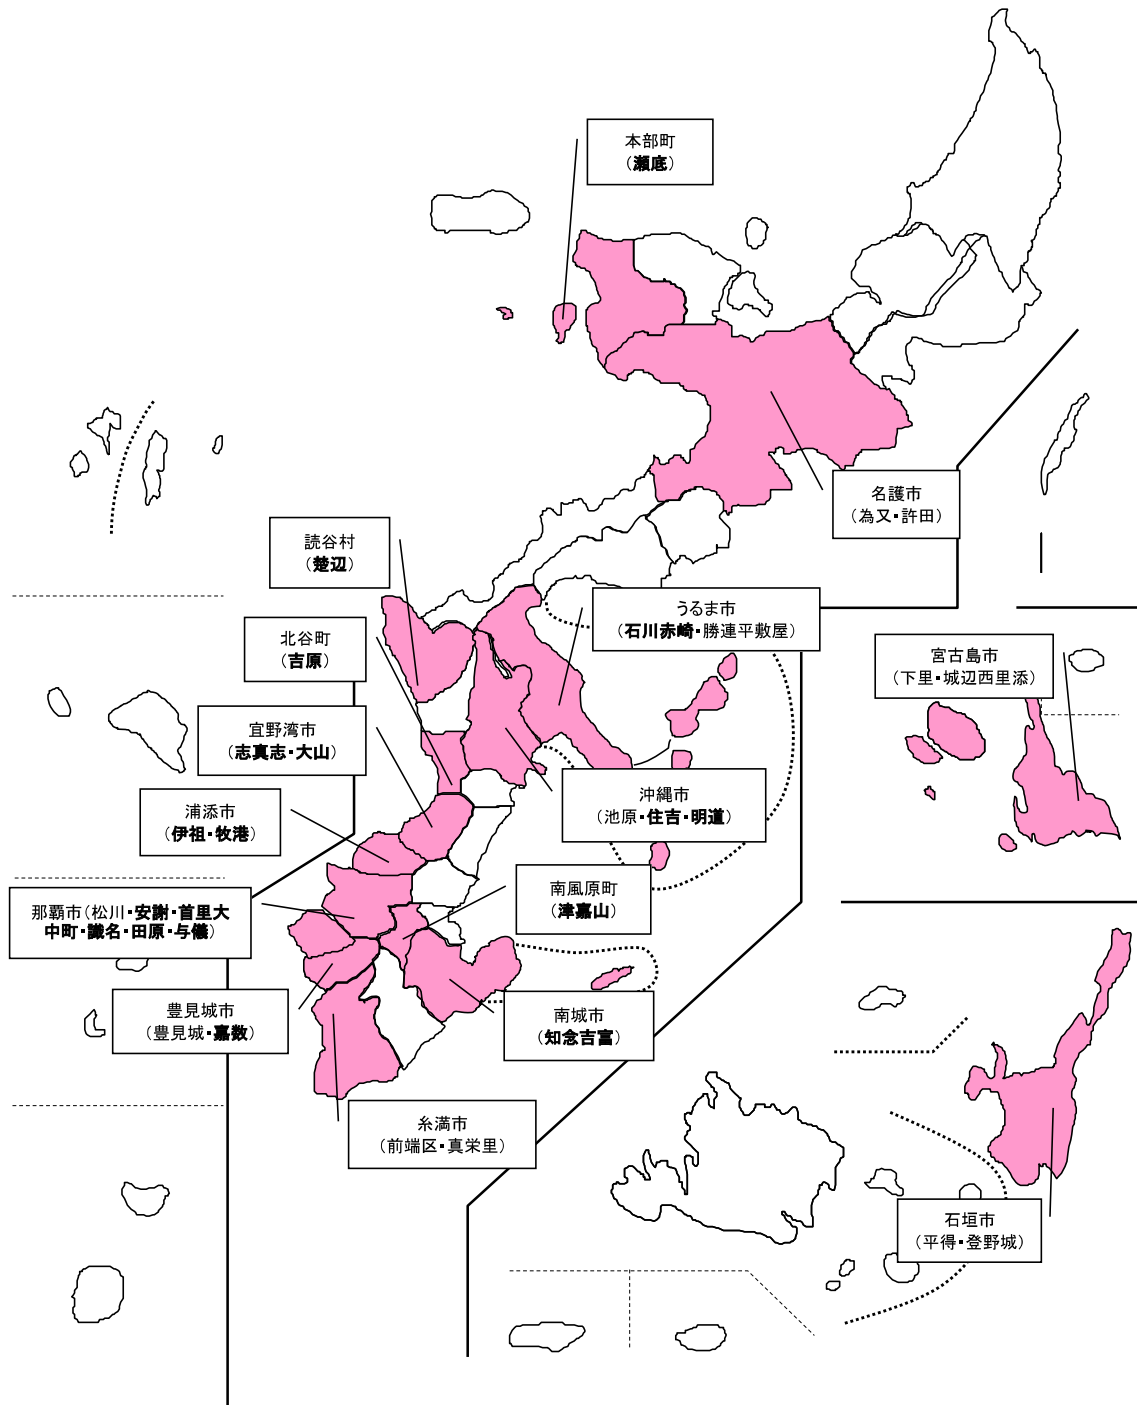 本部町
(瀬底)
名護市
(為又・許田)
読谷村
(楚辺)
うるま市
(石川赤崎・勝連平敷屋)
北谷町
(吉原)
宮古島市
(下里・城辺西里添)
宜野湾市
(志真志・大山)
沖縄市
(池原・住吉・明道)
浦添市
(伊祖・牧港)
南風原町
(津嘉山)
那覇市(松川・安謝・首里大
中町・識名・田原・与儀)
豊見城市
(豊見城・嘉数)
南城市
(知念吉富)
糸満市
(前端区・真栄里)
石垣市
(平得・登野城)